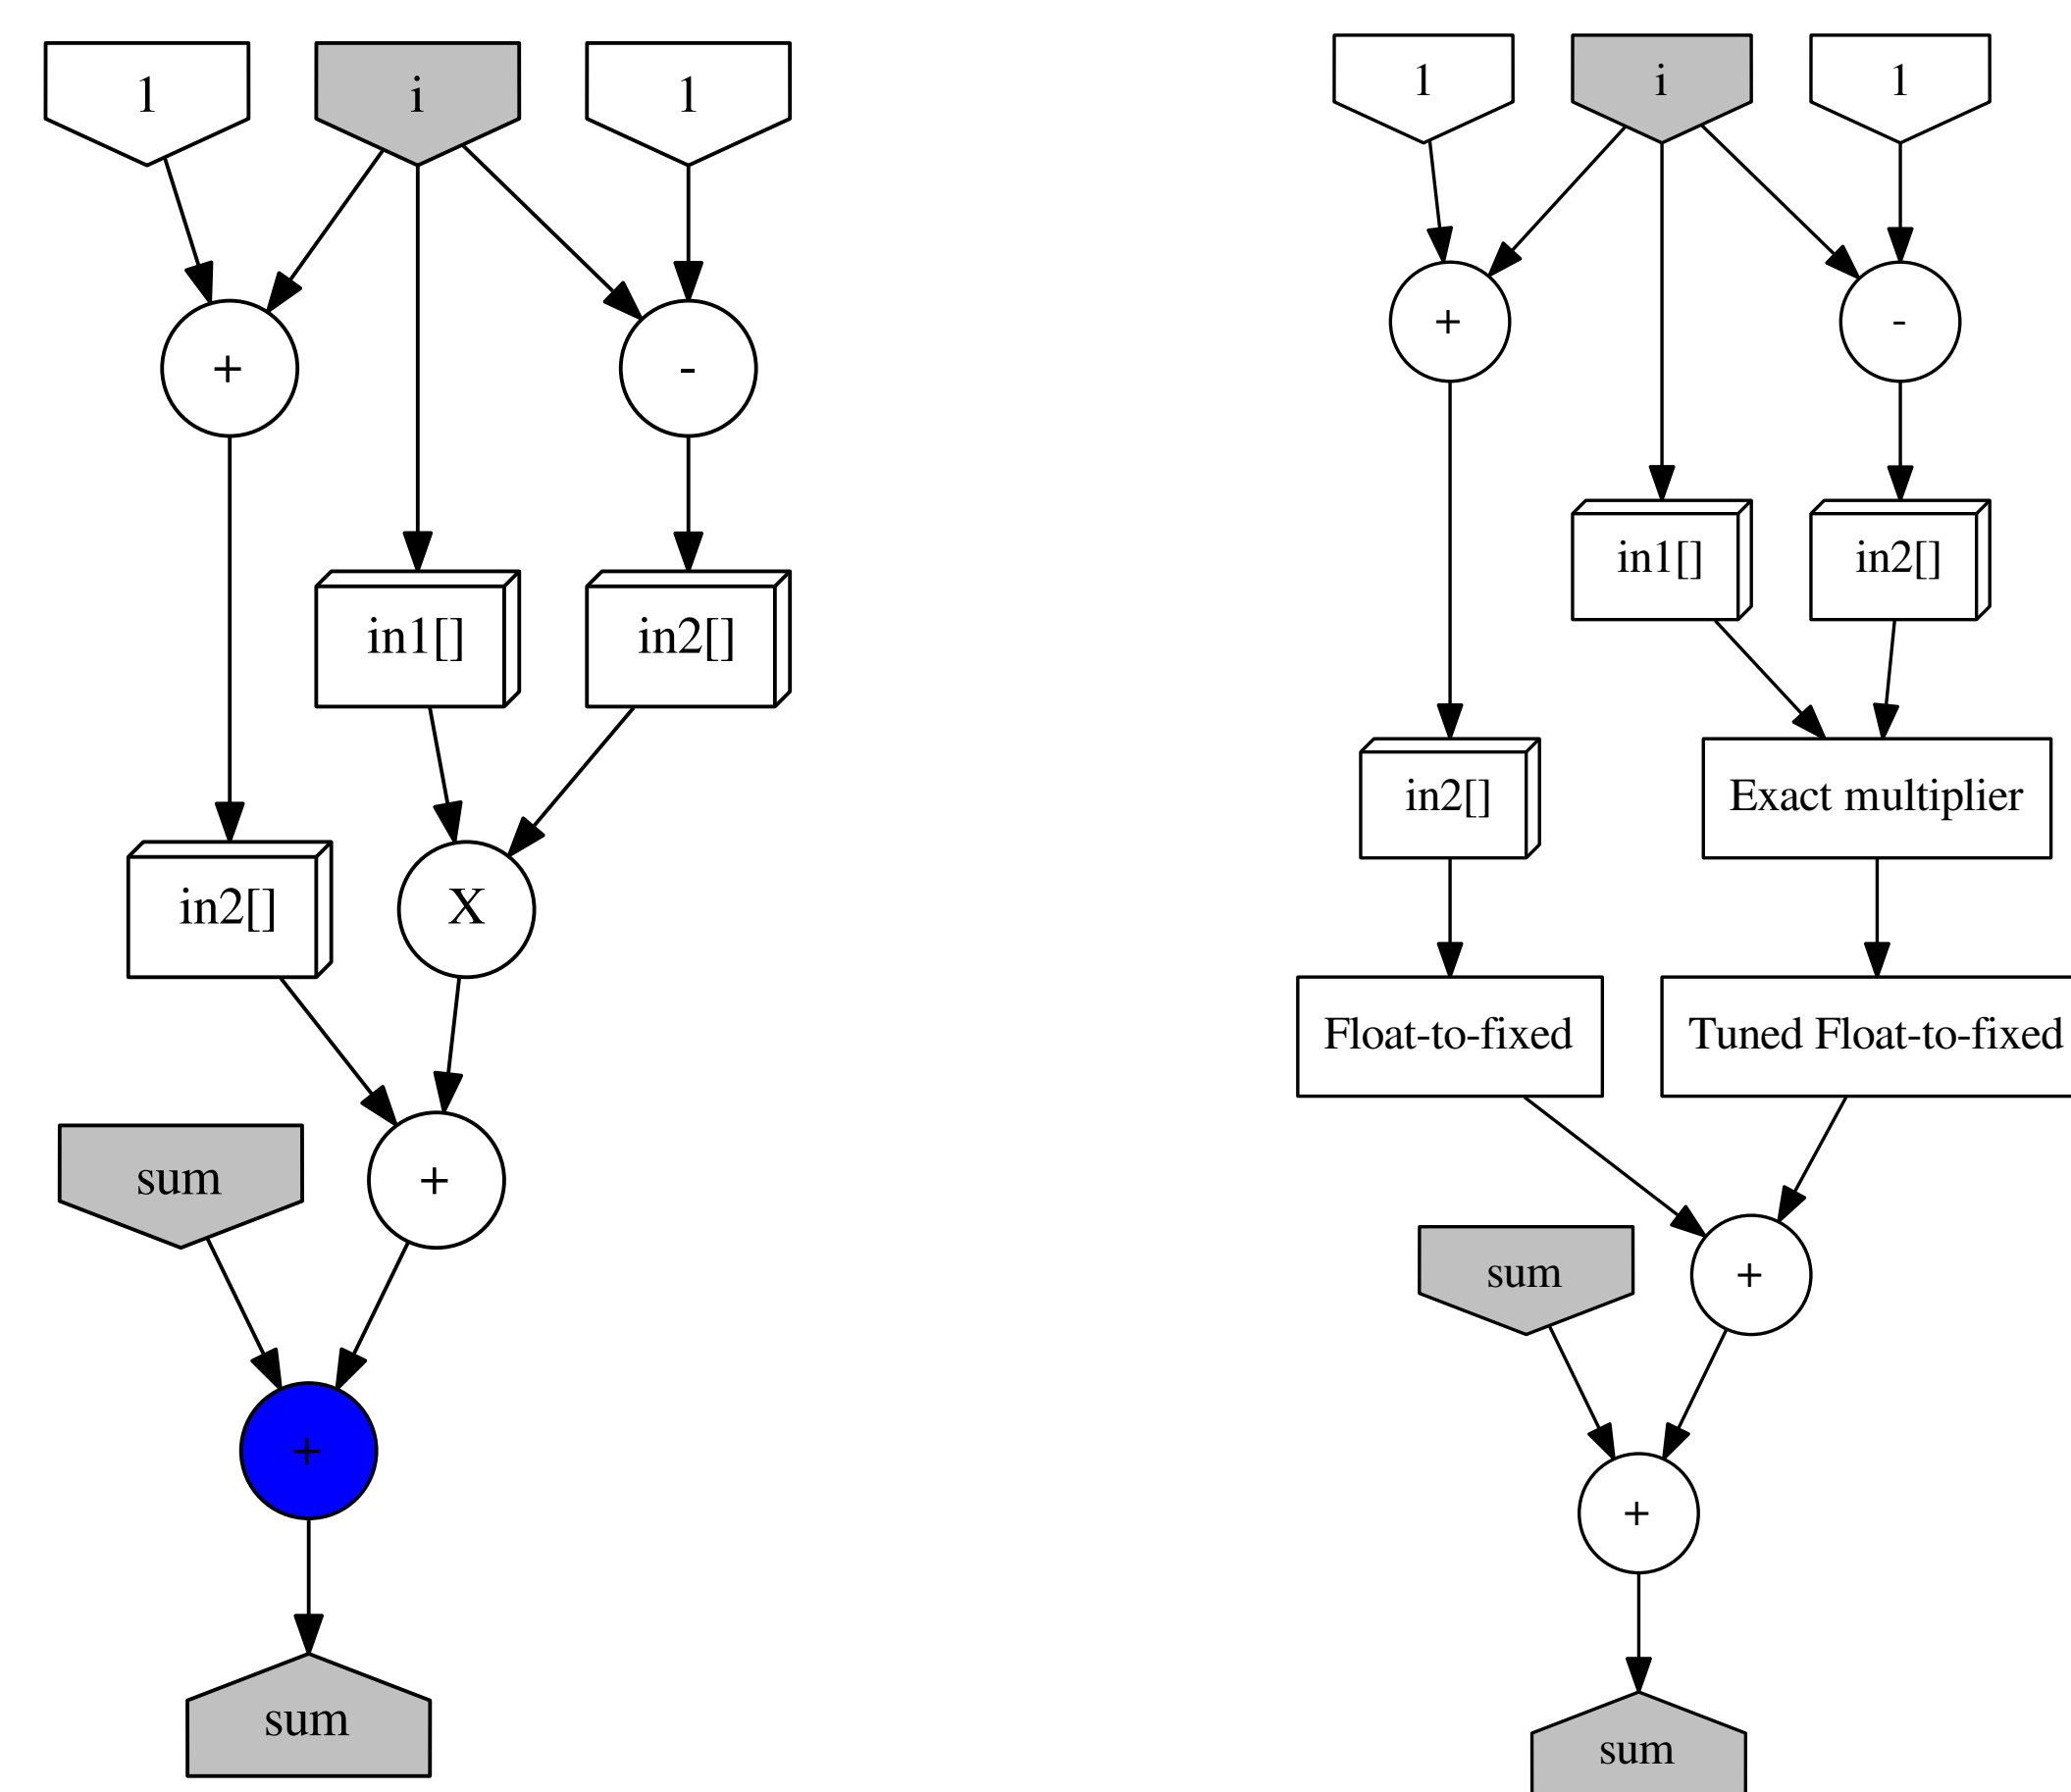 1
i
1
+
-
in1[]
in2[]
in2[]
X
sum
+
+
sum
1
i
1
+
-
in1[]
in2[]
in2[]
Exact multiplier
Float-to-fixed
Tuned Float-to-fixed
sum
+
+
sum